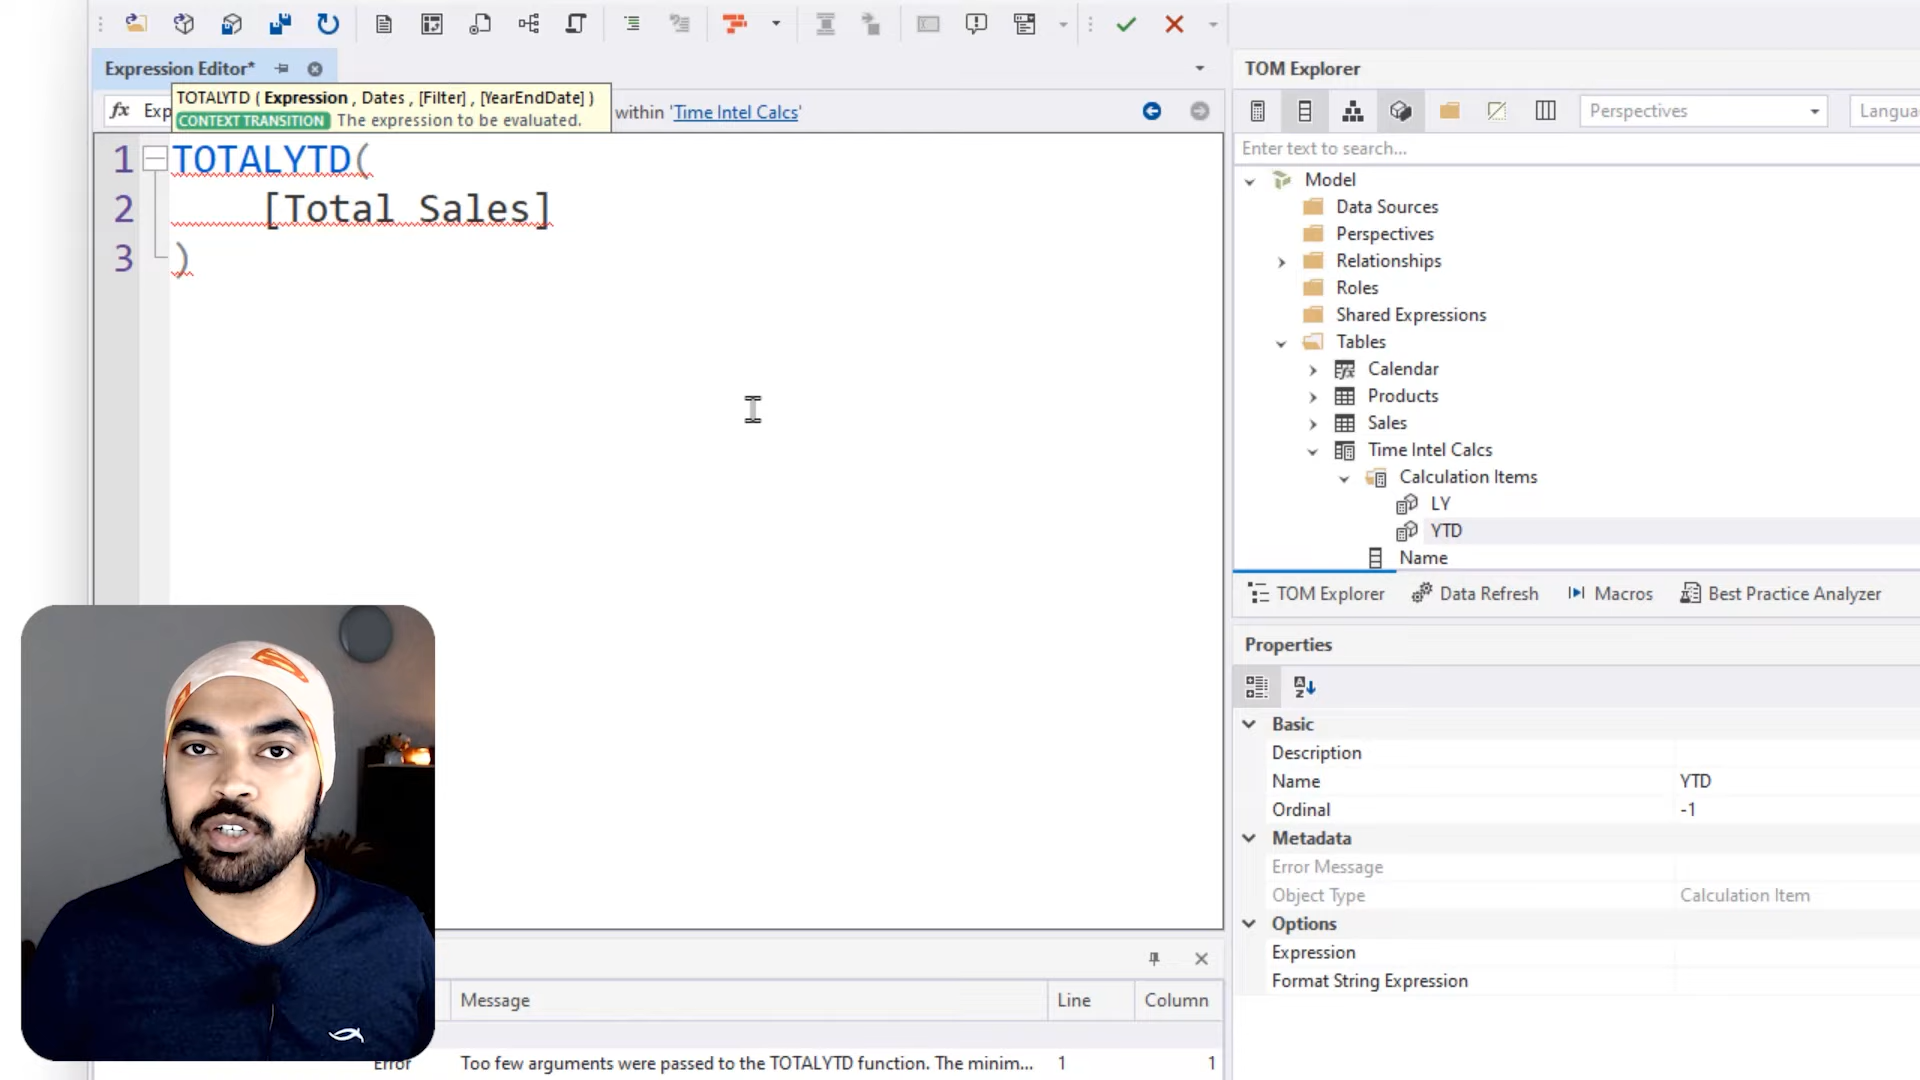 Expression Editor*
TOTALYTD ( Expression , Dates , [Filter] , [YearEndDate] )
CONTEXT TRANSITION The expression to be evaluated.
fx Exp within 'Time Intel Calcs'
1 TOTALYTD(
2 [Total Sales]
3 )
TOM Explorer
Perspectives
Langua
Enter text to search...
Model
Data Sources
Perspectives
Relationships
Roles
Shared Expressions
Tables
Calendar
Products
Sales
Time Intel Calcs
Calculation Items
LY
YTD
Name
TOM Explorer Data Refresh Macros Best Practice Analyzer
Properties
Basic
Description
Name YTD
Ordinal -1
Metadata
Error Message
Object Type Calculation Item
Options
Expression
Format String Expression
Message Line Column
Error Too few arguments were passed to the TOTALYTD function. The minim... 1 1